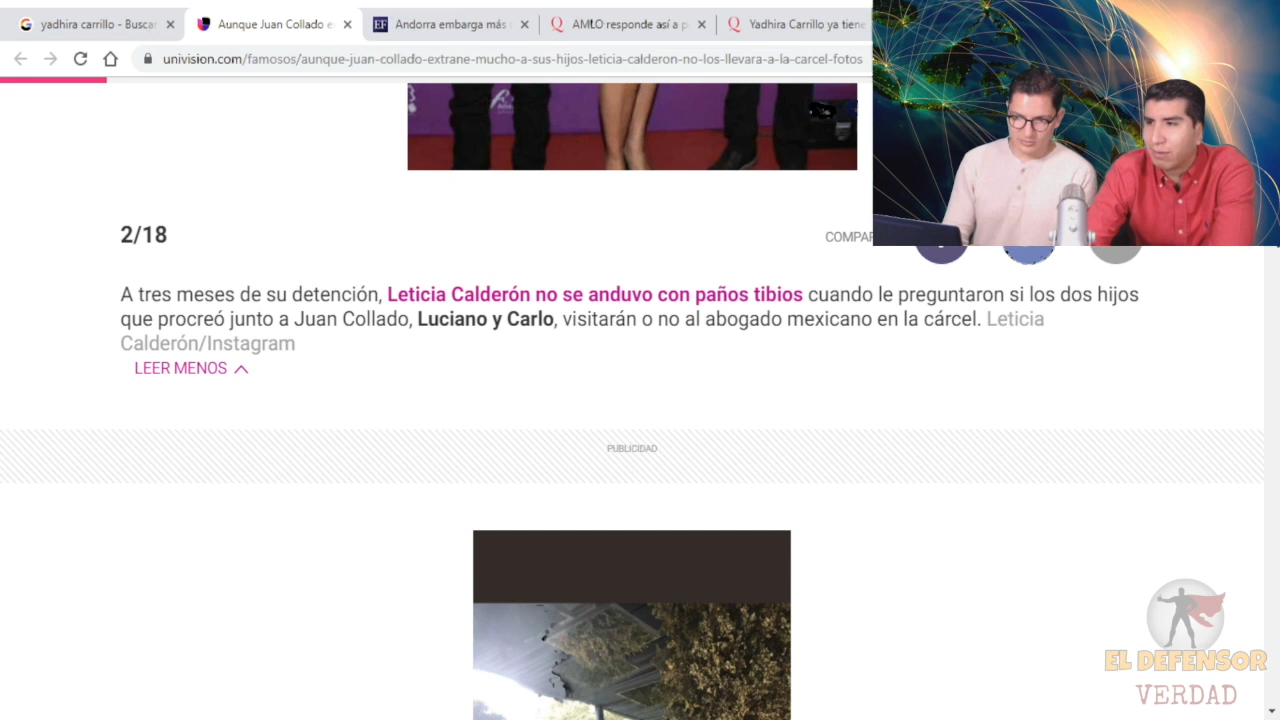 yadhira carrillo - Buscar
Aunque Juan Collado e
Andorra embarga más
AMLO responde así a p
Yadhira Carrillo ya tiene
univision.com/famosos/aunque-juan-collado-extrane-mucho-a-sus-hijos-leticia-calderon-no-los-llevara-a-la-carcel-fotos
2/18
COMPAR
A tres meses de su detención, Leticia Calderón no se anduvo con paños tibios cuando le preguntaron si los dos hijos
que procreó junto a Juan Collado, Luciano y Carlo, visitarán o no al abogado mexicano en la cárcel. Leticia
Calderón/Instagram
LEER MENOS
PUBLICIDAD
EL DEFENSOR
VERDAD